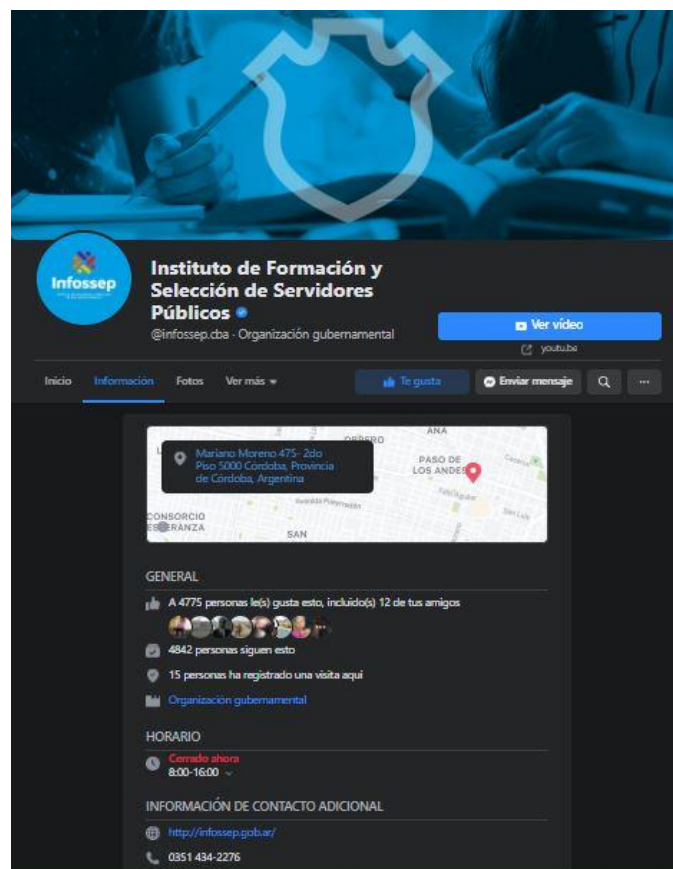 Infossep
Instituto de Formación y
Selección de Servidores
Públicos
@infossep.cba · Organización gubernamental
Ver vídeo
youtu.be
Inicio
Información
Fotos
Ver más
Te gusta
Enviar mensaje
ANA
Mariano Moreno 475- 2do
Piso 5000 Córdoba, Provincia
de Córdoba, Argentina
PASO DE
LOS ANDES
CONSORCIO
ESPERANZA
SAN
San Luis
GENERAL
A 4775 personas le(s) gusta esto, incluido(s) 12 de tus amigos
4842 personas siguen esto
15 personas ha registrado una visita aquí
Organización gubernamental
HORARIO
Cerrado ahora
8:00-16:00
INFORMACIÓN DE CONTACTO ADICIONAL
http://infossep.gob.ar/
0351 434-2276